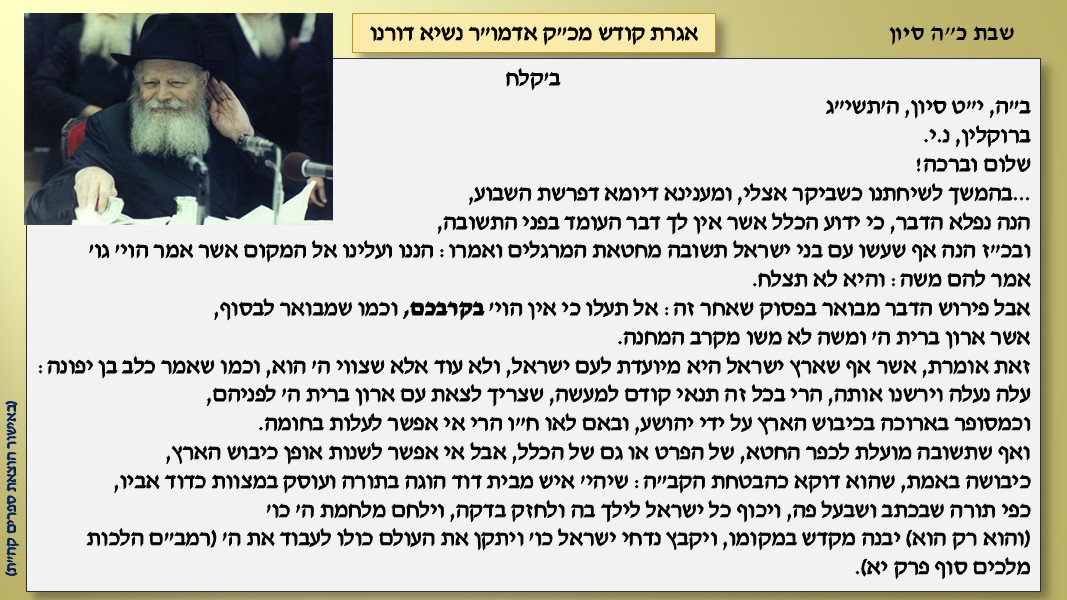 שבת כ״ה סיון
אגרת קודש מכ״ק אדמו״ר נשיא דורנו
ב׳קלח
ב״ה, י״ט סיון, ה׳תשי״ג
ברוקלין, נ.י.
שלום וברכה!
...בהמשך לשיחתנו כשביקר אצלי, ומענינא דיומא דפרשת השבוע,
הנה נפלא הדבר, כי ידוע הכלל אשר אין לך דבר העומד בפני התשובה,
ובכ״ז הנה אף שעשו עם בני ישראל תשובה מחטאת המרגלים ואמרו: הננו ועלינו אל המקום אשר אמר הוי׳ גו׳
אמר להם משה: והיא לא תצלח.
אבל פירוש הדבר מבואר בפסוק שאחר זה: אל תעלו כי אין הוי׳ בקרבכם, וכמו שמבואר לבסוף,
אשר ארון ברית ה׳ ומשה לא משו מקרב המחנה.
זאת אומרת, אשר אף שארץ ישראל היא מיועדת לעם ישראל, ולא עוד אלא שצווי ה׳ הוא, וכמו שאמר כלב בן יפונה:
עלה נעלה וירשנו אותה, הרי בכל זה תנאי קודם למעשה, שצריך לצאת עם ארון ברית ה׳ לפניהם,
וכמסופר בארוכה בכיבוש הארץ על ידי יהושע, ובאם לאו ח״ו הרי אי אפשר לעלות בחומה.
ואף שתשובה מועלת לכפר החטא, של הפרט או גם של הכלל, אבל אי אפשר לשנות אופן כיבוש הארץ,
כיבושה באמת, שהוא דוקא כהבטחת הקב״ה: שיהי׳ איש מבית דוד הוגה בתורה ועוסק במצוות כדוד אביו,
כפי תורה שבכתב ושבעל פה, ויכוף כל ישראל לילך בה ולחזק בדקה, וילחם מלחמת ה׳ כו׳
(והוא רק הוא) יבנה מקדש במקומו, ויקבץ נדחי ישראל כו׳ ויתקן את העולם כולו לעבוד את ה׳ (רמב״ם הלכות
מלכים סוף פרק יא).
(באשור הוצאת ספרים קה״ת)